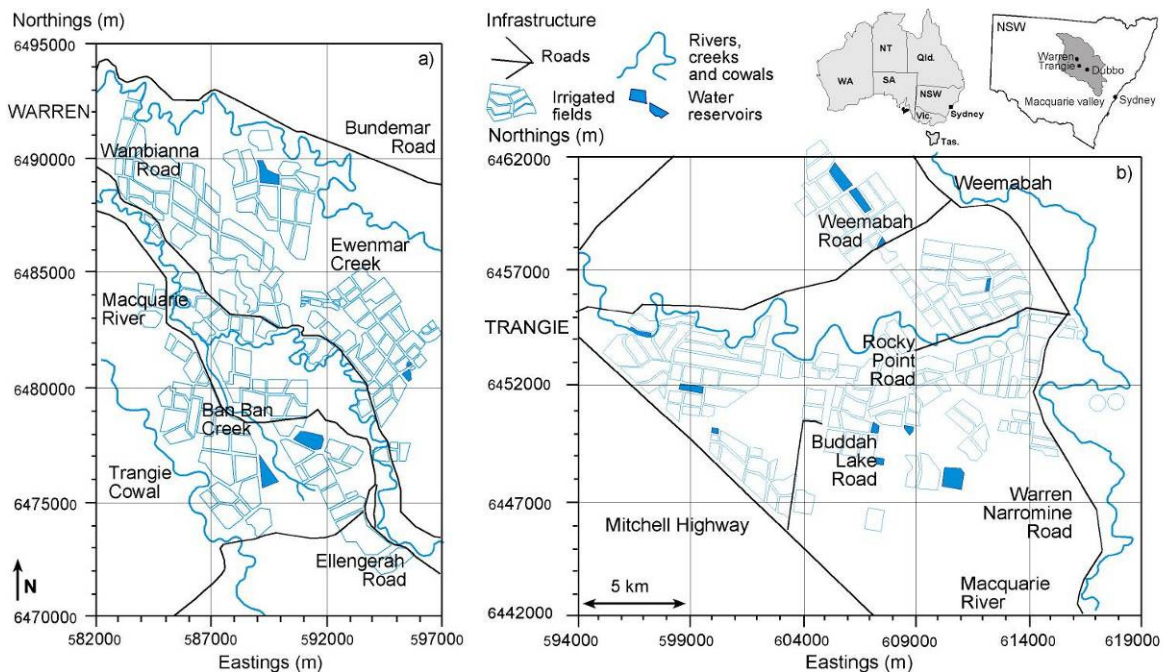 Northings (m)
6495000
a)
WARREN
Bundemar
Road
6490000
Wambianna
Road
6485000
Ewenmar
Creek
Macquarie
River
6480000
Ban Ban
Creek
Trangie
Cowal
6475000
Ellengerah
Road
N
6470000
582000
587000
592000
597000
Eastings (m)
Infrastructure
Roads
Rivers,
creeks
and cowals
Irrigated
fields
Water
reservoirs
NT
Qld.
WA
SA
NSW
Sydney
Vic.
Tas.
NSW
Warren
Trangie
Dubbo
Macquarie valley
Sydney
Northings (m)
6462000
b)
Weemabah
Weemabah
Road
6457000
TRANGIE
Rocky
Point
Road
6452000
Buddah
Lake
Road
6447000
Warren
Narromine
Road
Mitchell Highway
5 km
Macquarie
River
6442000
594000
599000
604000
609000
614000
619000
Eastings (m)